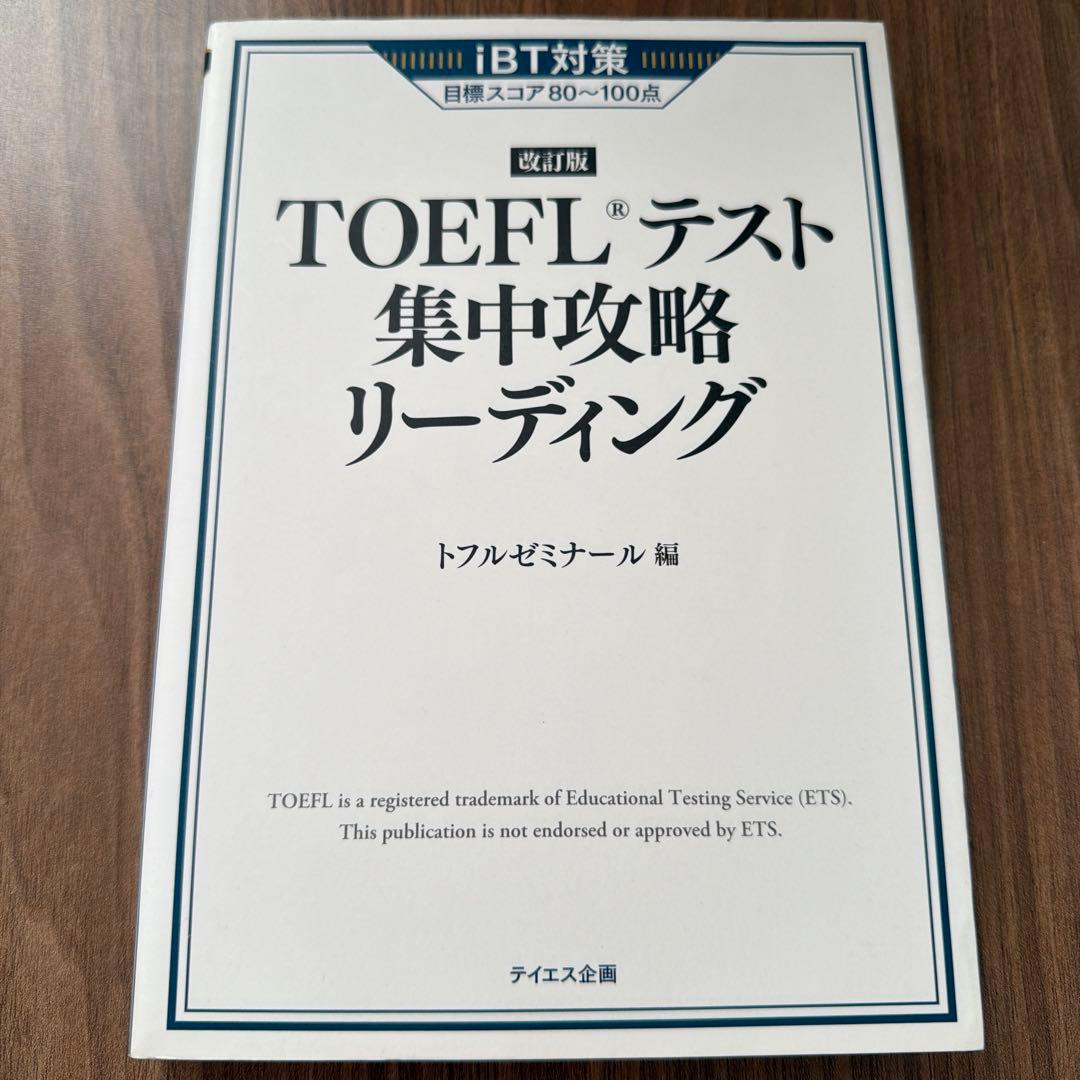 iBT対策
目標スコア80～100点
改訂版
TOEFL®テスト
集中攻略
リーディング
トフルゼミナール 編
TOEFL is a registered trademark of Educational Testing Service (ETS).
This publication is not endorsed or approved by ETS.
テイエス企画